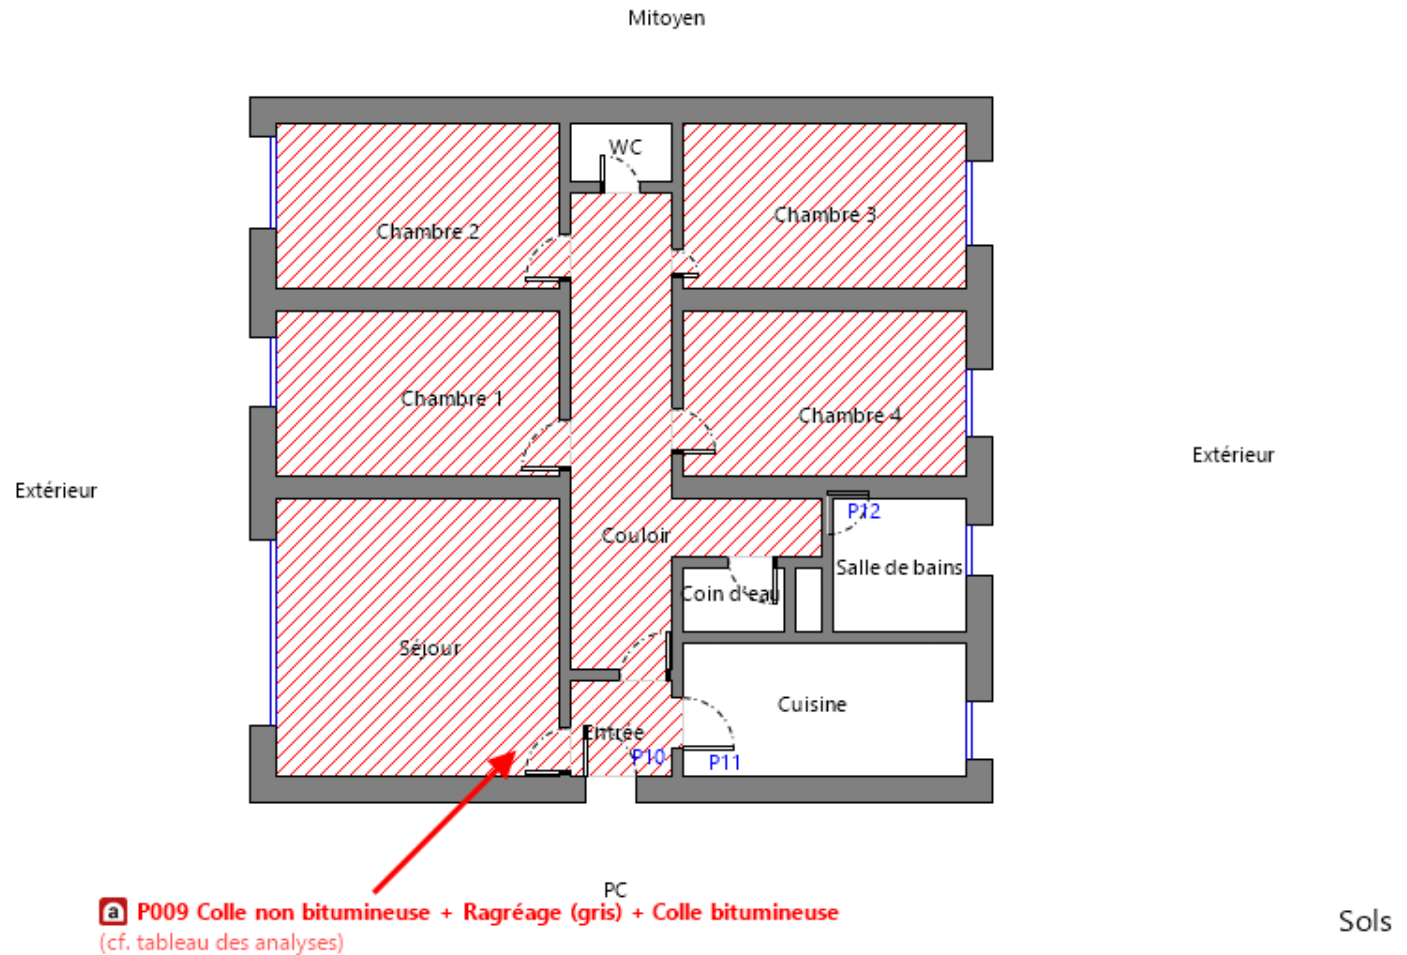 Mitoyen
WC
Chambre 2
Chambre 3
Chambre 1
Chambre 4
Extérieur
Extérieur
P12
Couloir
Salle de bains
Coin d'eau
Séjour
Cuisine
Entrée
P10
P11
PC
a P009 Colle non bitumineuse + Ragréage (gris) + Colle bitumineuse
(cf. tableau des analyses)
Sols